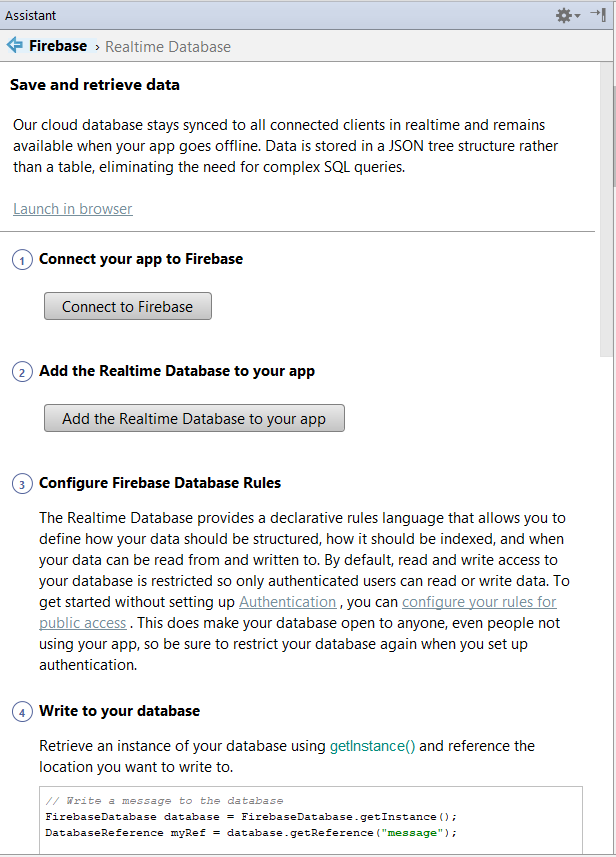 Assistant
Firebase › Realtime Database
Save and retrieve data
Our cloud database stays synced to all connected clients in realtime and remains
available when your app goes offline. Data is stored in a JSON tree structure rather
than a table, eliminating the need for complex SQL queries.
Launch in browser
1 Connect your app to Firebase
Connect to Firebase
2 Add the Realtime Database to your app
Add the Realtime Database to your app
3 Configure Firebase Database Rules
The Realtime Database provides a declarative rules language that allows you to
define how your data should be structured, how it should be indexed, and when
your data can be read from and written to. By default, read and write access to
your database is restricted so only authenticated users can read or write data. To
get started without setting up Authentication , you can configure your rules for
public access . This does make your database open to anyone, even people not
using your app, so be sure to restrict your database again when you set up
authentication.
4 Write to your database
Retrieve an instance of your database using getInstance() and reference the
location you want to write to.
// Write a message to the database
FirebaseDatabase database = FirebaseDatabase.getInstance();
DatabaseReference myRef = database.getReference("message");